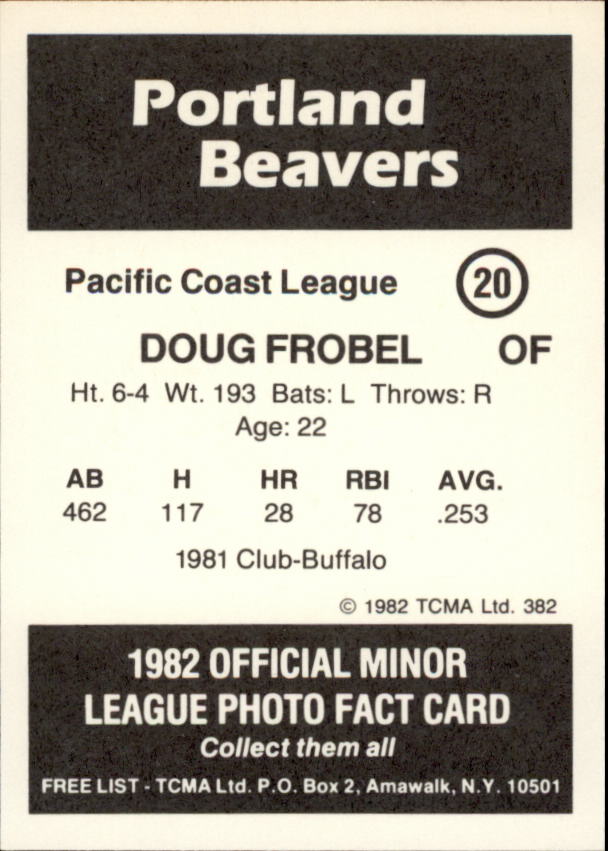 Portland
Beavers
Pacific Coast League 20
DOUG FROBEL OF
Ht. 6-4 Wt. 193 Bats: L Throws: R
Age: 22
AB H HR RBI AVG.
462 117 28 78 .253
1981 Club-Buffalo
© 1982 TCMA Ltd. 382
1982 OFFICIAL MINOR
LEAGUE PHOTO FACT CARD
Collect them all
FREE LIST - TCMA Ltd. P.O. Box 2, Amawalk, N.Y. 10501